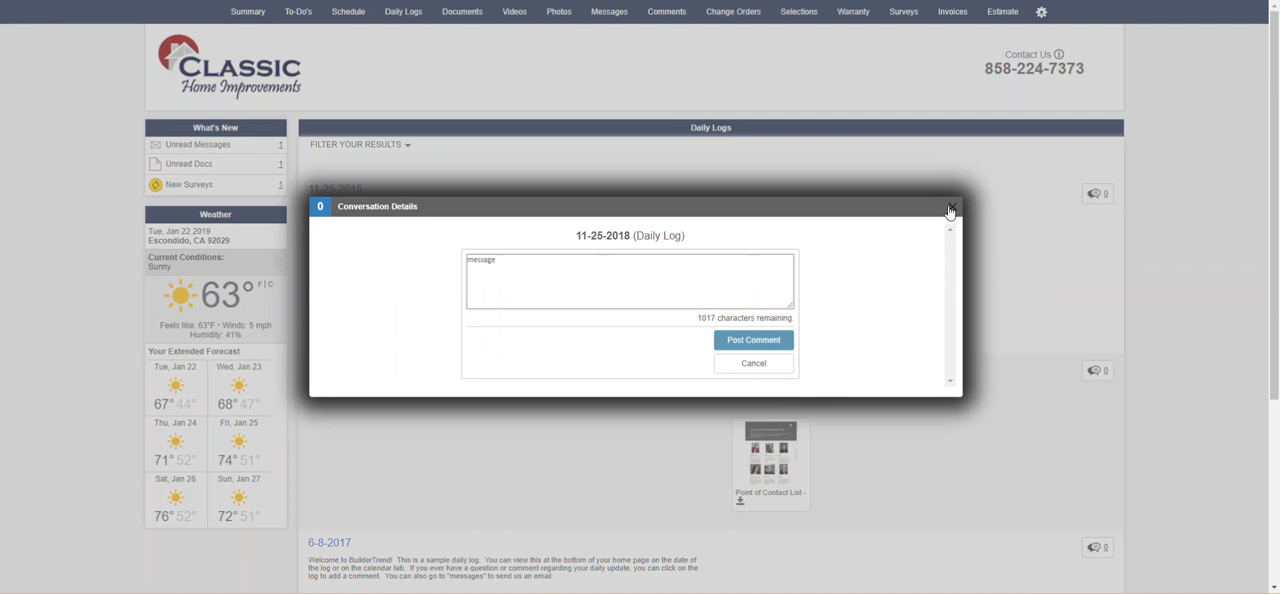 Summary To-Do's Schedule Daily Logs Documents Videos Photos Messages Comments Change Orders Selections Warranty Surveys Invoices Estimate
CLASSIC
Home Improvements
Contact Us
858-224-7373
What's New
Unread Messages 1
Unread Docs 1
New Surveys 1
Weather
Tue, Jan 22 2019
Escondido, CA 92029
Current Conditions:
Sunny
63° F|C
Feels like: 63°F · Winds: 5 mph
Humidity: 41%
Your Extended Forecast
Tue, Jan 22 Wed, Jan 23
67° 44° 68° 47°
Thu, Jan 24 Fri, Jan 25
71° 52° 74° 51°
Sat, Jan 26 Sun, Jan 27
76° 52° 72° 51°
Daily Logs
FILTER YOUR RESULTS
11-25-2018
0
0 Conversation Details
11-25-2018 (Daily Log)
message
1017 characters remaining.
Post Comment
Cancel
0
Point of Contact List -
6-8-2017
0
Welcome to BuilderTrend! This is a sample daily log. You can view this at the bottom of your home page on the date of
the log or on the calendar tab. If you ever have a question or comment regarding your daily update, you can click on the
log to add a comment. You can also go to "messages" to send us an email.